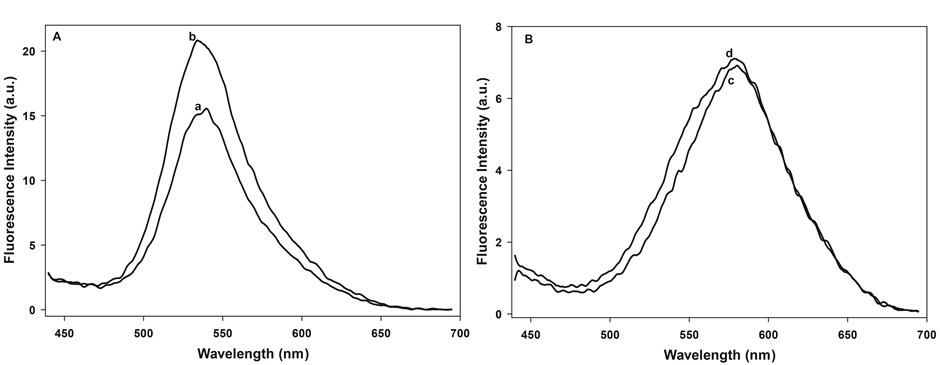 A
b
a
20
15
10
5
0
450 500 550 600 650 700
Wavelength (nm)
Fluorescence Intensity (a.u.)
B
d
c
8
6
4
2
0
450 500 550 600 650 700
Wavelength (nm)
Fluorescence Intensity (a.u.)